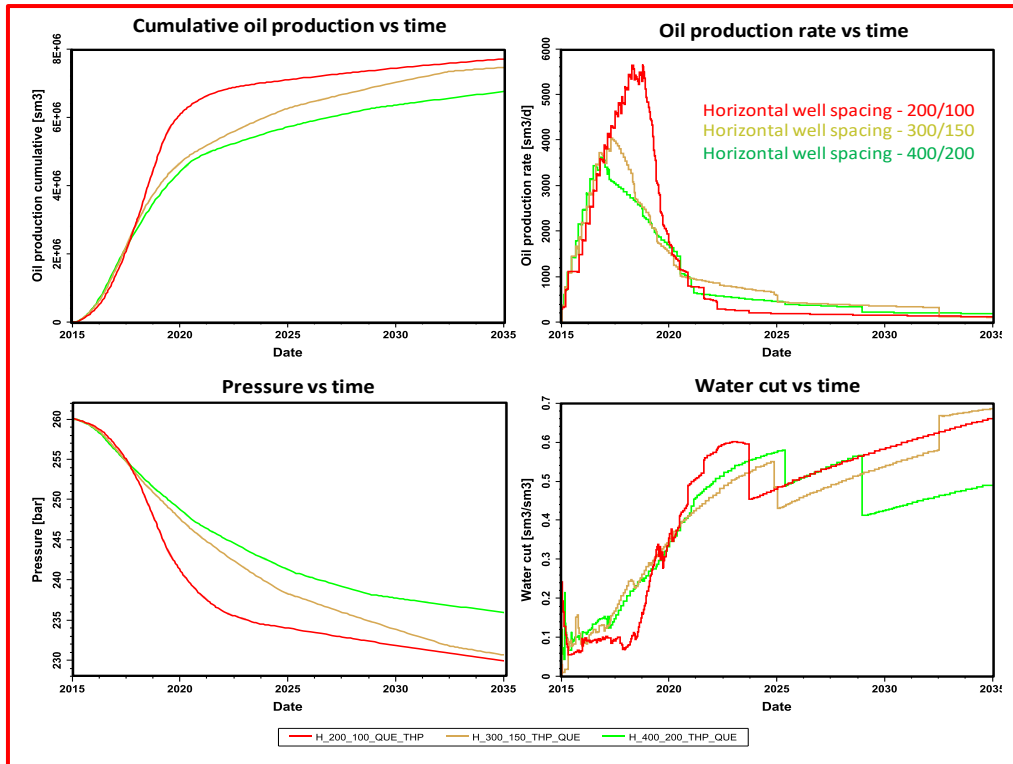 Cumulative oil production vs time
Oil production cumulative [sm3]
0 2E+06 4E+06 6E+06 8E+06
2015 2020 2025 2030 2035
Date
Oil production rate vs time
Oil production rate [sm3/d]
0 1000 2000 3000 4000 5000 6000
Horizontal well spacing - 200/100
Horizontal well spacing - 300/150
Horizontal well spacing - 400/200
2015 2020 2025 2030 2035
Date
Pressure vs time
Pressure [bar]
230 235 240 245 250 255 260
2015 2020 2025 2030 2035
Date
Water cut vs time
Water cut [sm3/sm3]
0 0.1 0.2 0.3 0.4 0.5 0.6 0.7
2015 2020 2025 2030 2035
Date
H_200_100_QUE_THP H_300_150_THP_QUE H_400_200_THP_QUE